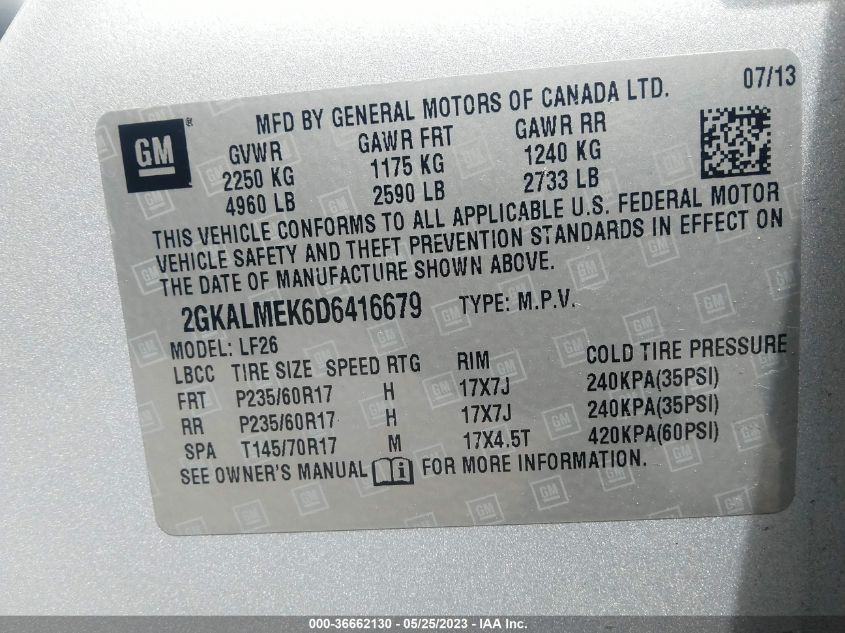 07/13
MFD BY GENERAL MOTORS OF CANADA LTD.
GM ®
GVWR GAWR FRT GAWR RR
2250 KG 1175 KG 1240 KG
4960 LB 2590 LB 2733 LB
THIS VEHICLE CONFORMS TO ALL APPLICABLE U.S. FEDERAL MOTOR
VEHICLE SAFETY AND THEFT PREVENTION STANDARDS IN EFFECT ON
THE DATE OF MANUFACTURE SHOWN ABOVE.
2GKALMEK6D6416679 TYPE: M.P.V.
MODEL: LF26
LBCC TIRE SIZE SPEED RTG RIM COLD TIRE PRESSURE
FRT P235/60R17 H 17X7J 240KPA(35PSI)
RR P235/60R17 H 17X7J 240KPA(35PSI)
SPA T145/70R17 M 17X4.5T 420KPA(60PSI)
SEE OWNER'S MANUAL i FOR MORE INFORMATION.
000-36662130 - 05/25/2023 - IAA Inc.